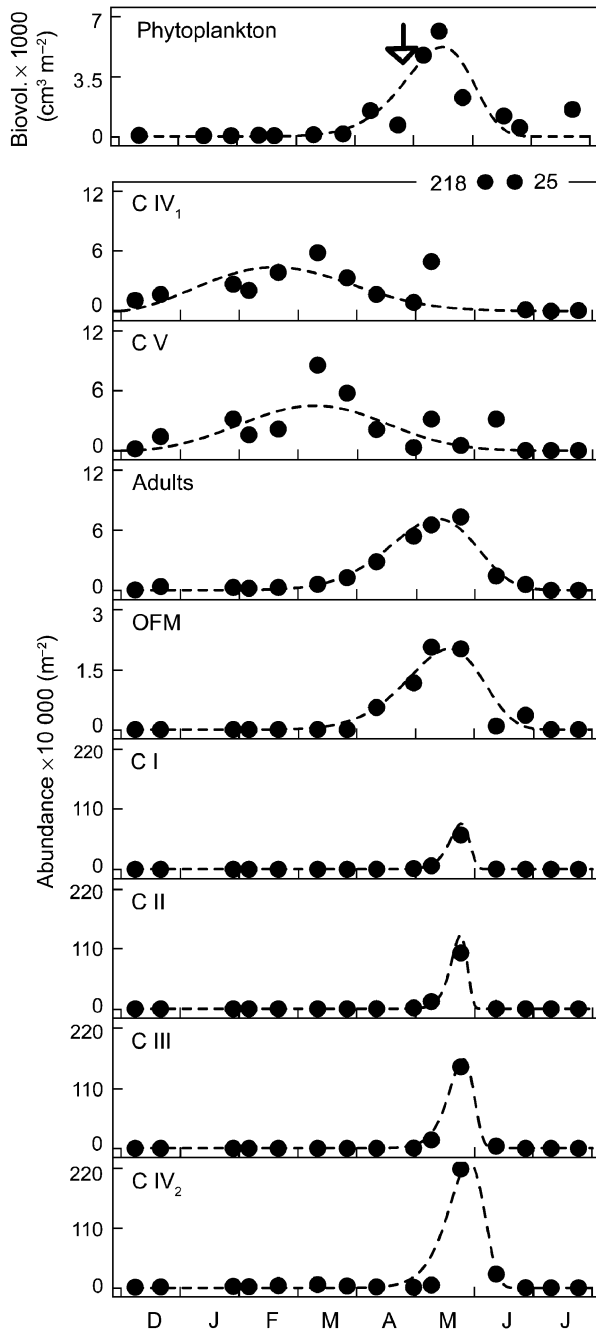 Phytoplankton
Biovol. × 1000
(cm³ m⁻²)
7
3.5
0
218 25
C IV₁
12
6
0
C V
12
6
0
Adults
12
6
0
OFM
3
1.5
0
Abundance ×10 000 (m⁻²)
C I
220
110
0
C II
220
110
0
C III
220
110
0
C IV₂
220
110
0
D J F M A M J J